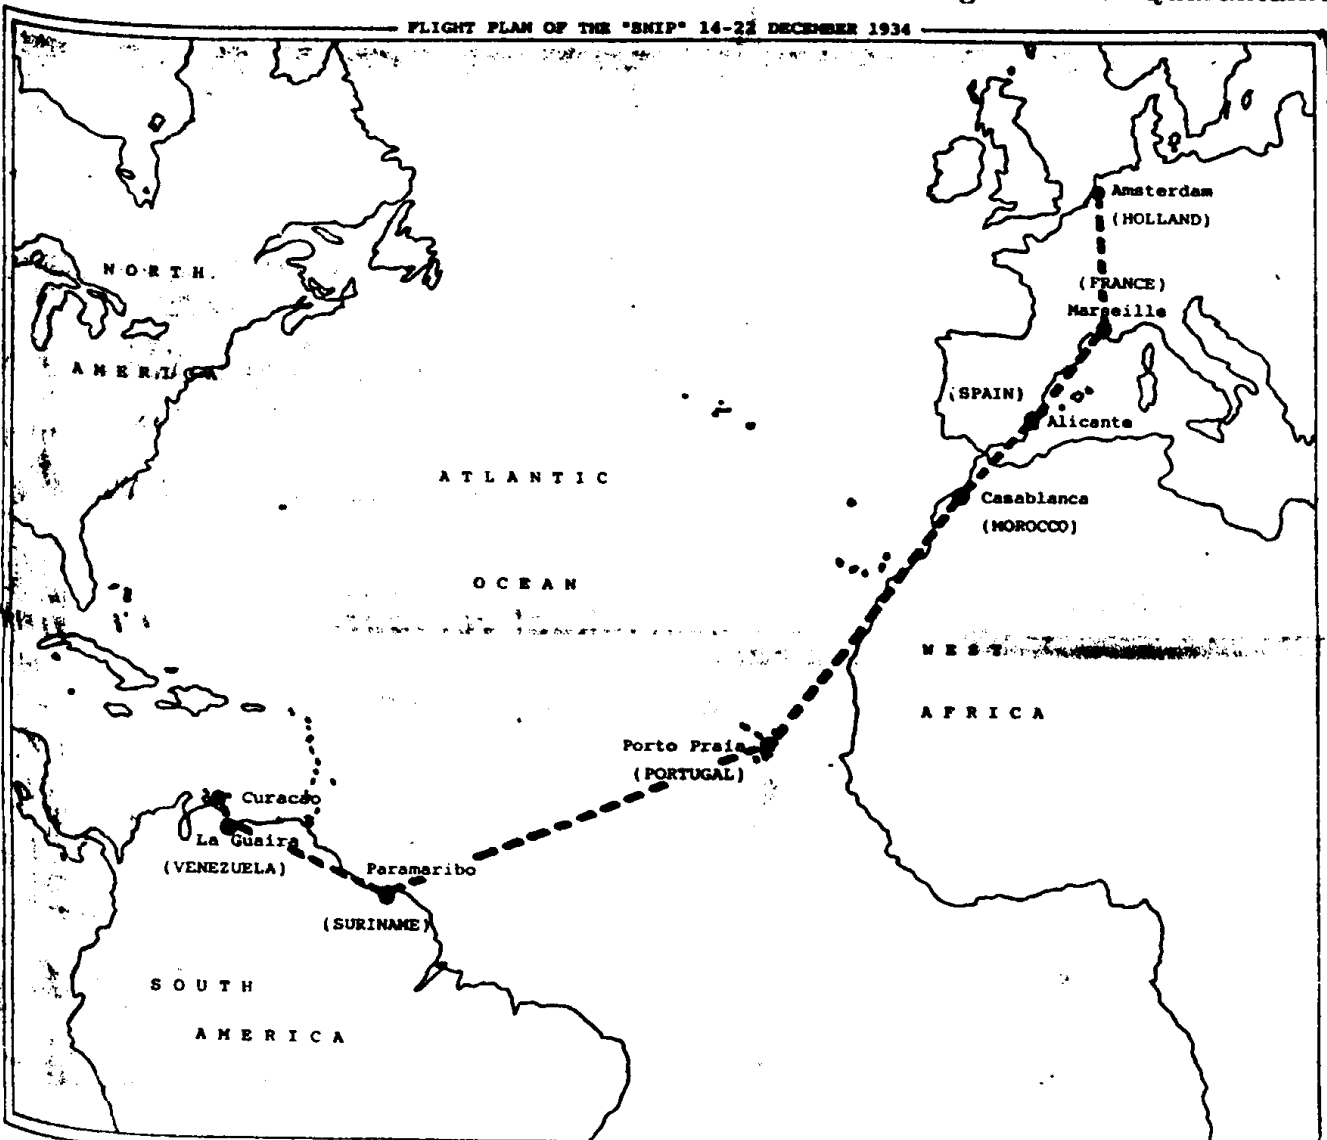 FLIGHT PLAN OF THE "SNIP" 14-22 DECEMBER 1934
Amsterdam
(HOLLAND)
NORTH
AMERICA
(FRANCE)
Marseille
(SPAIN)
Alicante
ATLANTIC
Casablanca
(MOROCCO)
OCEAN
WEST
AFRICA
Porto Praia
(PORTUGAL)
Curacao
La Guaira
(VENEZUELA)
Paramaribo
(SURINAME)
SOUTH
AMERICA